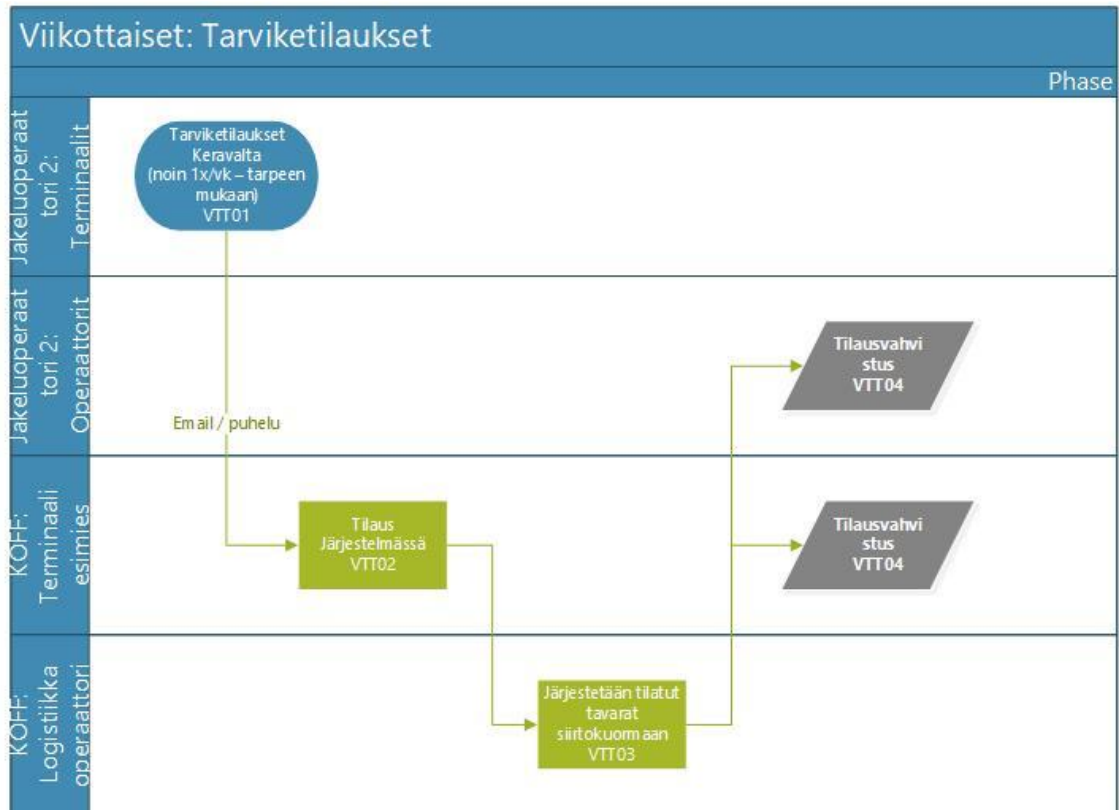 Viikottaiset: Tarviketilaukset
Phase
Jakeluoperaat
tori 2:
Terminaalit
Tarviketilaukset
Keravalta
(noin 1x/vk – tarpeen
mukaan)
VTT01
Jakeluoperaat
tori 2:
Operaattorit
Email / puhelu
Tilausvahvi
stus
VTT04
KOFF:
Terminaali
esimies
Tilaus
Järjestelmässä
VTT02
Tilausvahvi
stus
VTT04
KOFF:
Logistiikka
operaattori
Järjestetään tilatut
tavarat
siirtokuormaan
VTT03